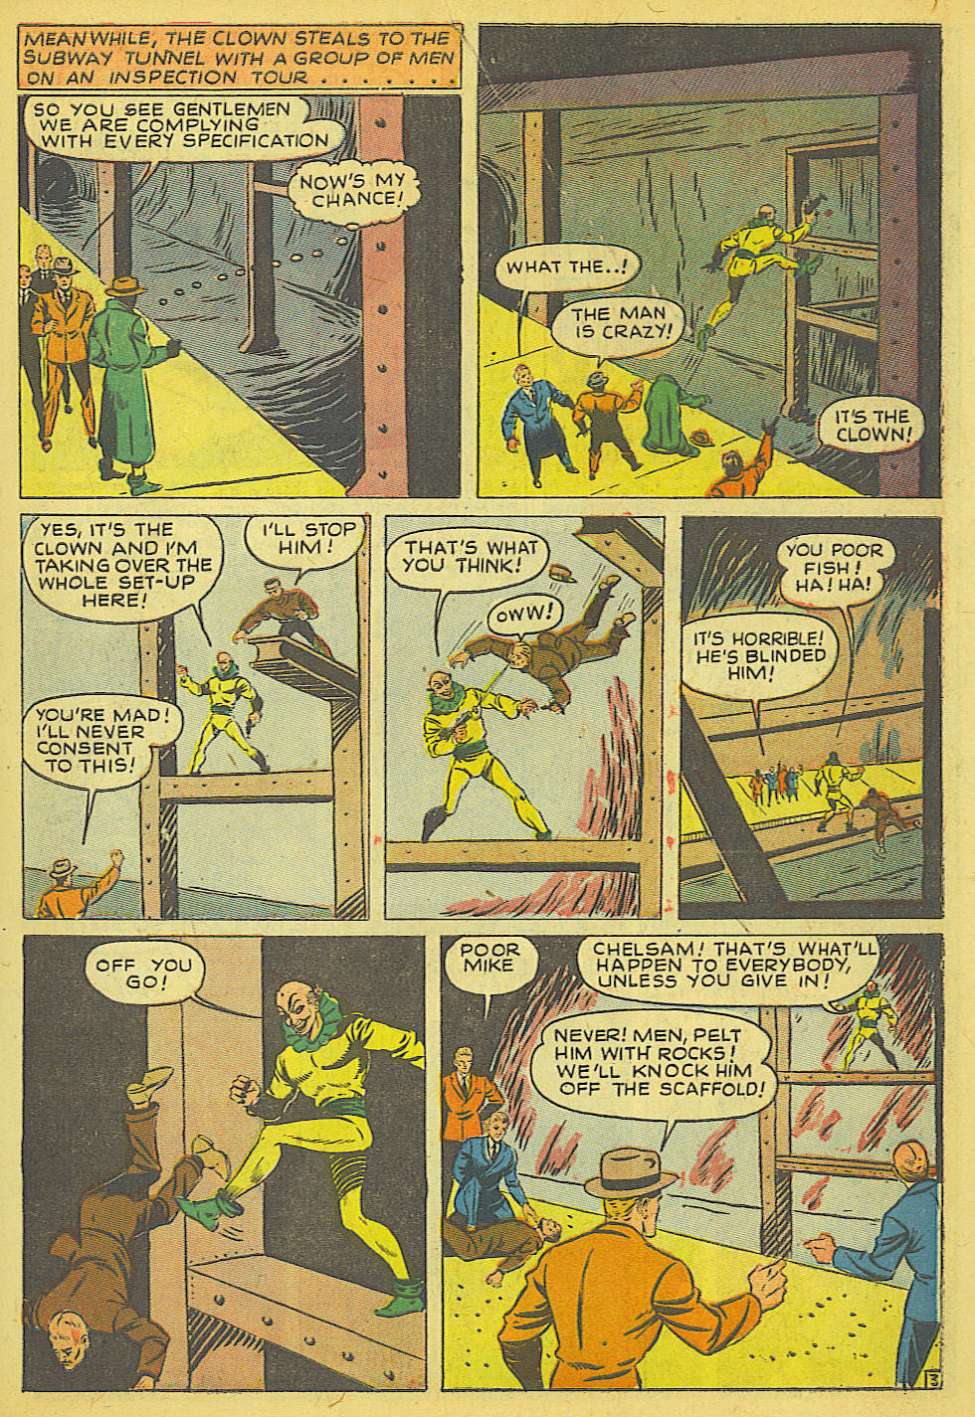 MEANWHILE, THE CLOWN STEALS TO THE
SUBWAY TUNNEL WITH A GROUP OF MEN
ON AN INSPECTION TOUR . . . . . . .
SO YOU SEE GENTLEMEN
WE ARE COMPLYING
WITH EVERY SPECIFICATION
NOW'S MY
CHANCE!
WHAT THE..!
THE MAN
IS CRAZY!
IT'S THE
CLOWN!
YES, IT'S THE
CLOWN AND I'M
TAKING OVER THE
WHOLE SET-UP
HERE!
I'LL STOP
HIM!
YOU'RE MAD!
I'LL NEVER
CONSENT
TO THIS!
THAT'S WHAT
YOU THINK!
OWW!
YOU POOR
FISH!
HA! HA!
IT'S HORRIBLE!
HE'S BLINDED
HIM!
OFF YOU
GO!
POOR
MIKE
CHELSAM! THAT'S WHAT'LL
HAPPEN TO EVERYBODY,
UNLESS YOU GIVE IN!
NEVER! MEN, PELT
HIM WITH ROCKS!
WE'LL KNOCK HIM
OFF THE SCAFFOLD!